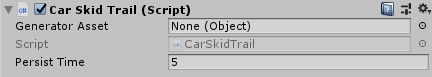 Car Skid Trail (Script)
Generator Asset None (Object)
Script CarSkidTrail
Persist Time 5